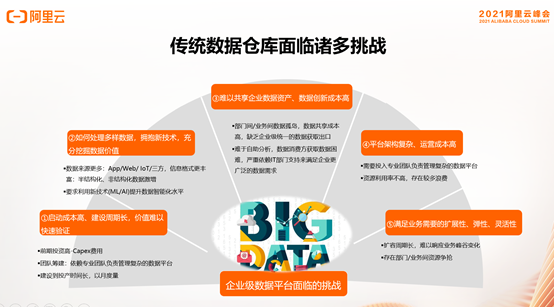 阿里云
2021阿里云峰会
2021 ALIBABA CLOUD SUMMIT
传统数据仓库面临诸多挑战
①启动成本高、建设周期长，价值难以
快速验证
•前期投资高-Capex费用
•团队筹建：依赖专业团队负责管理复杂的数据平台
•建设到投产时间长，以月度量
②如何处理多样数据，拥抱新技术，充
分挖掘数据价值
•数据来源更多：App/Web/ IoT/三方，信息格式更丰
富：半结构化、非结构化数据激增
•要求利用新技术(ML/AI)提升数据智能化水平
③难以共享企业数据资产、数据创新成本高
•部门间/业务间数据孤岛，数据共享成本
高、缺乏企业级统一的数据获取出口
•难于自助分析，数据消费方获取数据困
难，严重依赖IT部门支持来满足企业更
广泛的数据需求
④平台架构复杂、运营成本高
•需要投入专业团队负责管理复杂的数据平台
•资源利用率不高，存在较多浪费
⑤满足业务需要的扩展性、弹性、灵活性
•扩容周期长，难以响应业务峰谷变化
•存在部门/业务间资源争抢
BIG
DATA
企业级数据平台面临的挑战